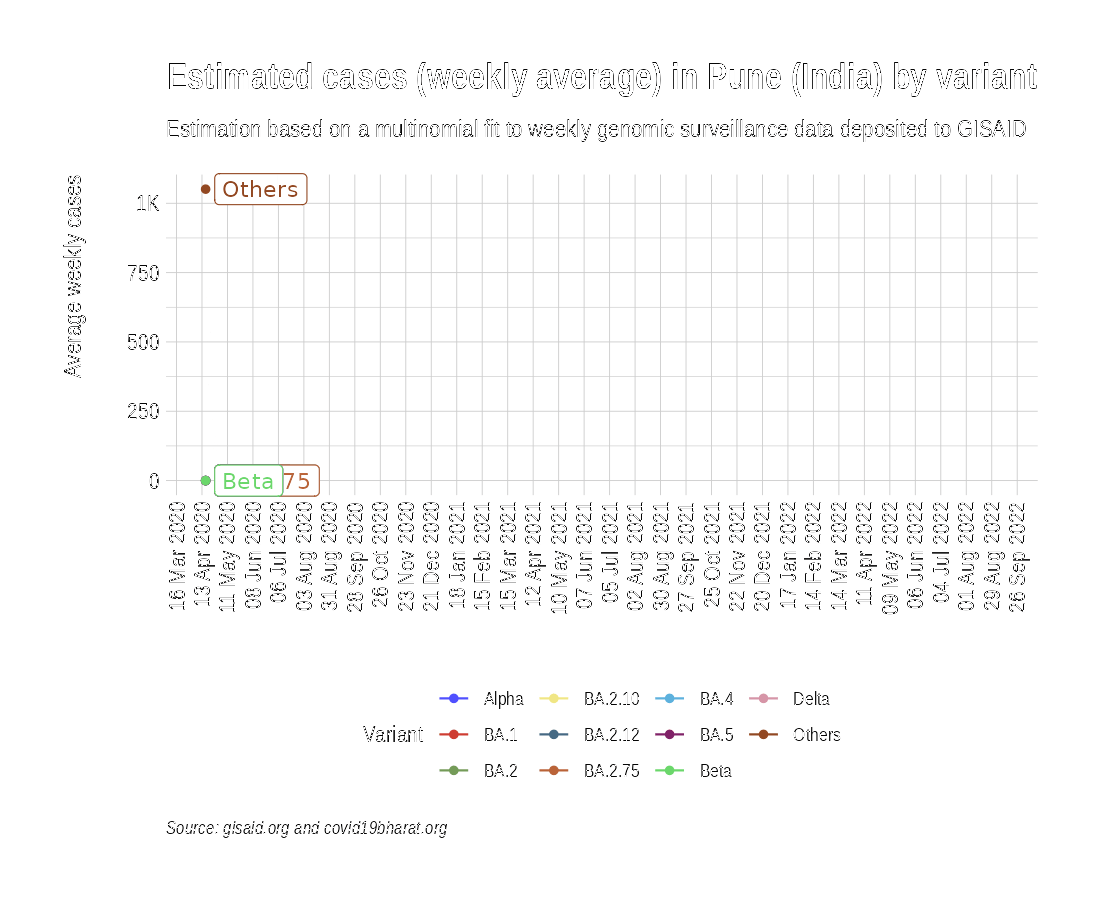 Estimated cases (weekly average) in Pune (India) by variant
Estimation based on a multinomial fit to weekly genomic surveillance data deposited to GISAID
Average weekly cases
1K
750
500
250
0
Others
Beta
75
16 Mar 2020
13 Apr 2020
11 May 2020
08 Jun 2020
06 Jul 2020
03 Aug 2020
31 Aug 2020
28 Sep 2020
26 Oct 2020
23 Nov 2020
21 Dec 2020
18 Jan 2021
15 Feb 2021
15 Mar 2021
12 Apr 2021
10 May 2021
07 Jun 2021
05 Jul 2021
02 Aug 2021
30 Aug 2021
27 Sep 2021
25 Oct 2021
22 Nov 2021
20 Dec 2021
17 Jan 2022
14 Feb 2022
14 Mar 2022
11 Apr 2022
09 May 2022
06 Jun 2022
04 Jul 2022
01 Aug 2022
29 Aug 2022
26 Sep 2022
Variant
Alpha
BA.1
BA.2
BA.2.10
BA.2.12
BA.2.75
BA.4
BA.5
Beta
Delta
Others
Source: gisaid.org and covid19bharat.org